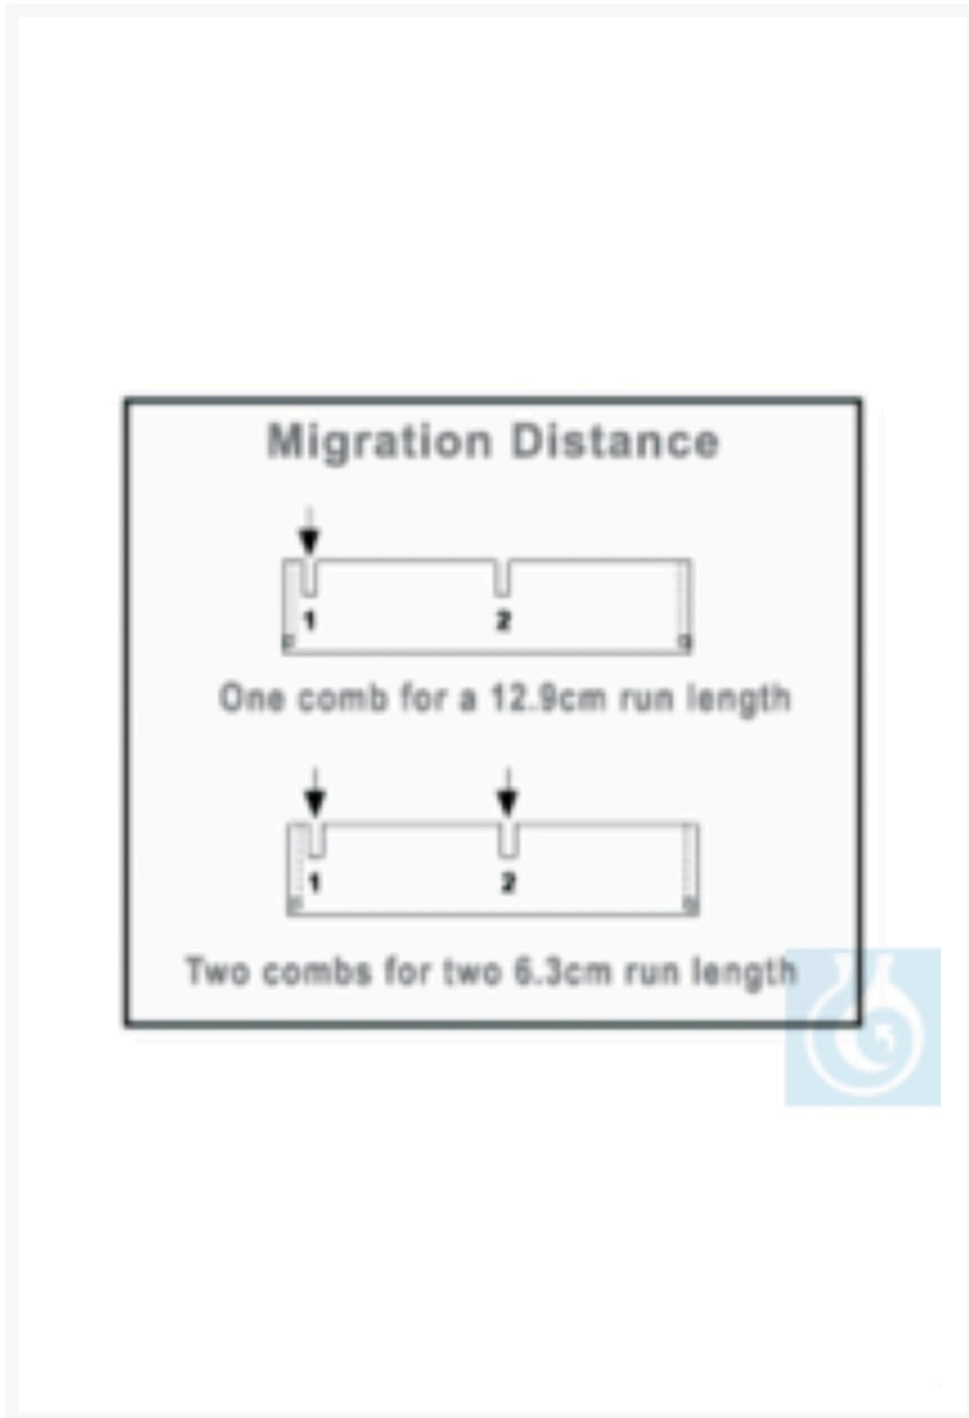 Migration Distance
1 2
One comb for a 12.9cm run length
1 2
Two combs for two 6.3cm run length